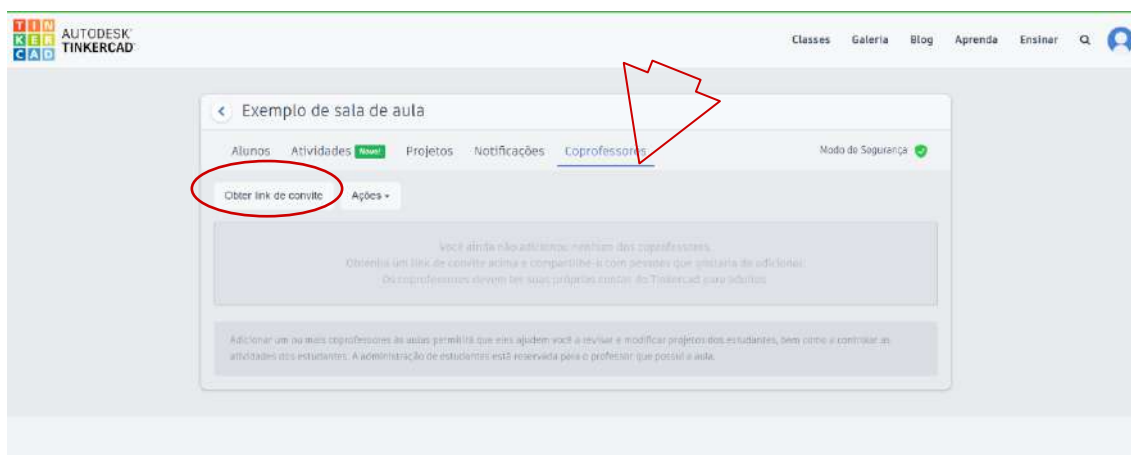 TINKERCAD
AUTODESK®
TINKERCAD®
Classes Galeria Blog Aprenda Ensinar
Exemplo de sala de aula
Alunos Atividades Novo! Projetos Notificações Coprofessores Modo de Segurança
Obter link de convite Ações
Você ainda não adicionou nenhum dos coprofessores.
Obtenha um link de convite acima e compartilhe-o com pessoas que gostaria de adicionar.
Os coprofessores devem ter suas próprias contas do Tinkercad para adultos.
Adicionar um ou mais coprofessores às aulas permitirá que eles ajudem você a revisar e modificar projetos dos estudantes, bem como a controlar as
atividades dos estudantes. A administração de estudantes está reservada para o professor que possui a aula.